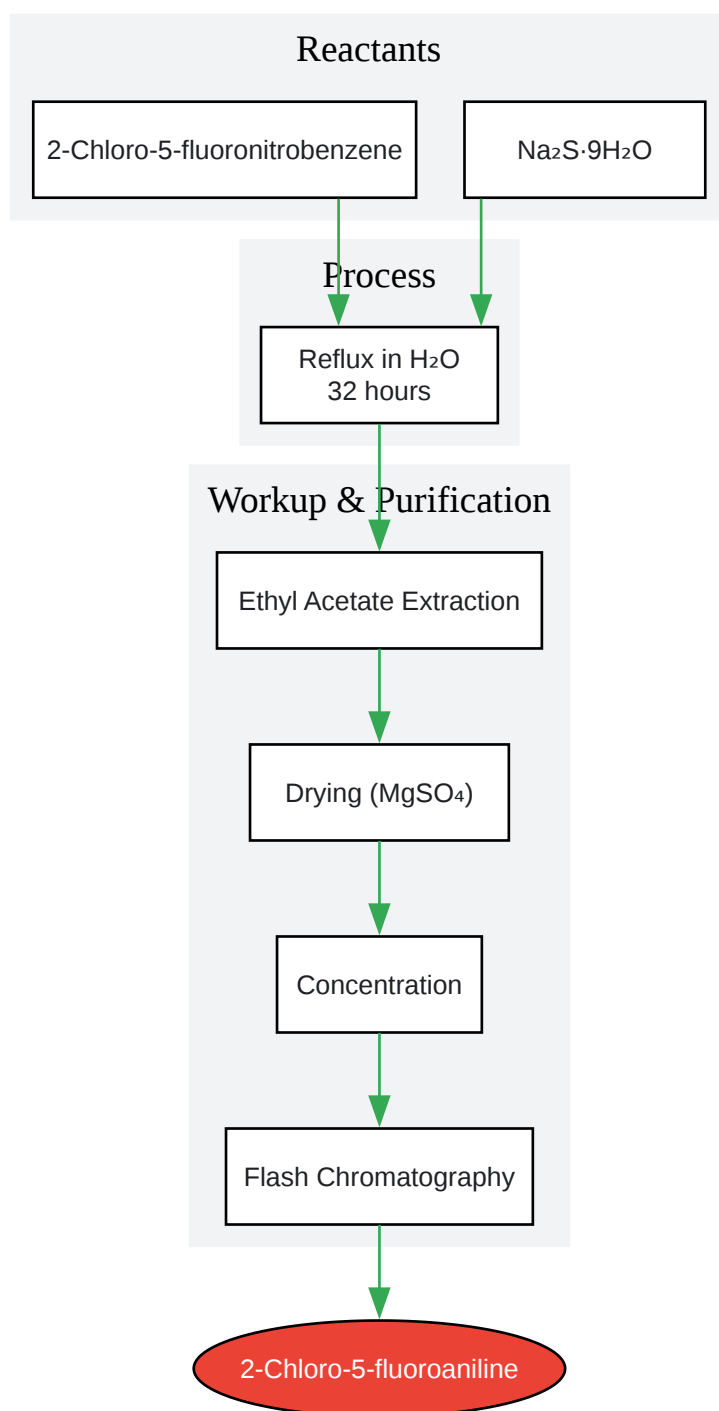 Reactants
2-Chloro-5-fluoronitrobenzene
Na₂S·9H₂O
Process
Reflux in H₂O
32 hours
Workup & Purification
Ethyl Acetate Extraction
Drying (MgSO₄)
Concentration
Flash Chromatography
2-Chloro-5-fluoroaniline